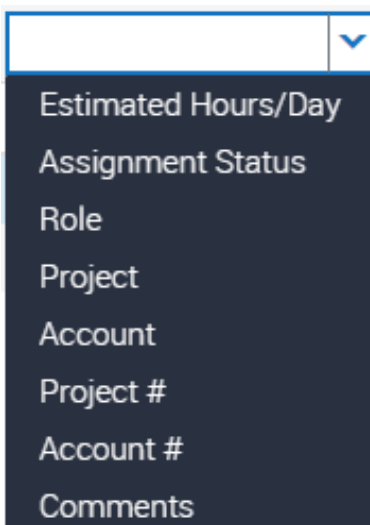 Estimated Hours/Day
Assignment Status
Role
Project
Account
Project #
Account #
Comments